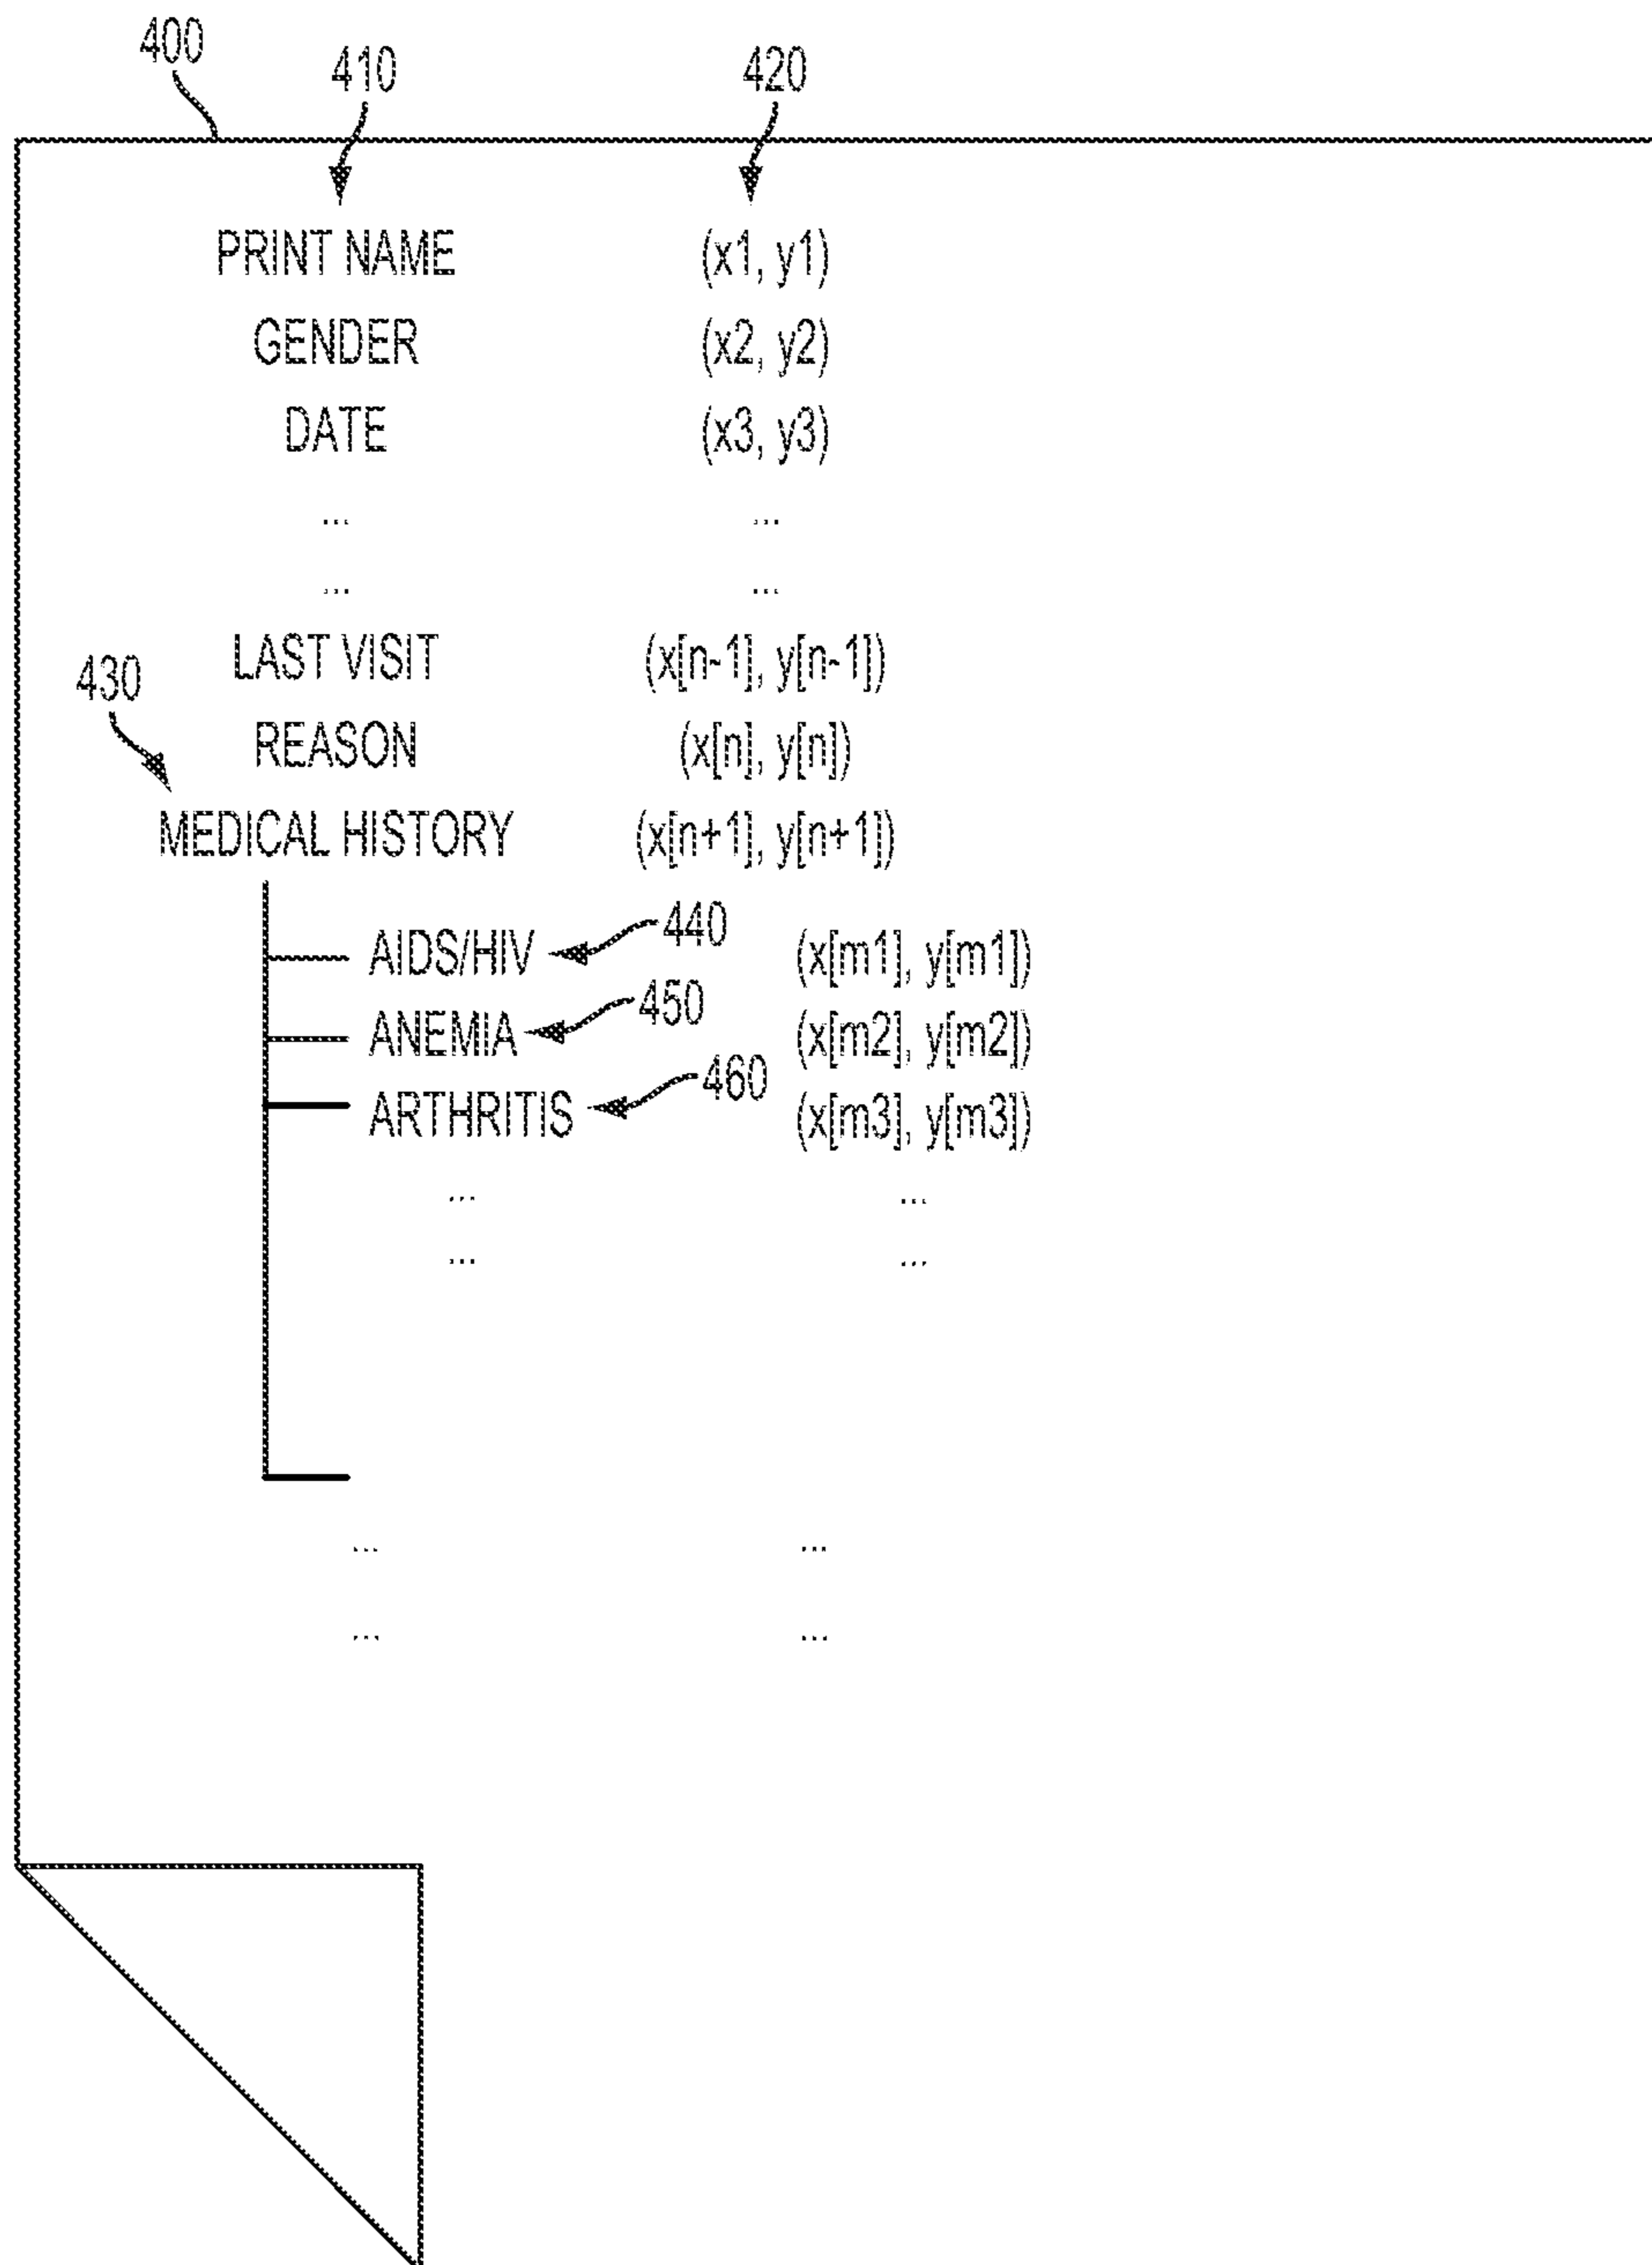 400
410 420
PRINT NAME (x1, y1)
GENDER (x2, y2)
DATE (x3, y3)
... ...
... ...
LAST VISIT (x[n-1], y[n-1])
430
REASON (x[n], y[n])
MEDICAL HISTORY (x[n+1], y[n+1])
AIDS/HIV 440 (x[m1], y[m1])
ANEMIA 450 (x[m2], y[m2])
ARTHRITIS 460 (x[m3], y[m3])
... ...
... ...
... ...
... ...